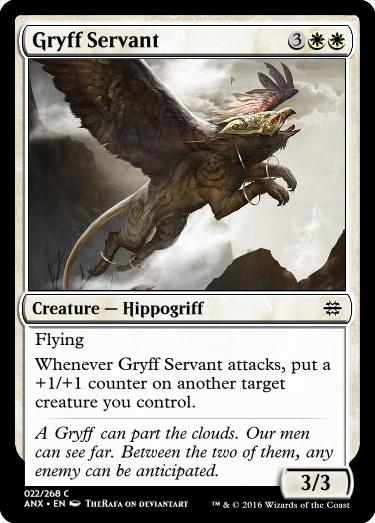 Gryff Servant 3
Creature — Hippogriff
Flying
Whenever Gryff Servant attacks, put a
+1/+1 counter on another target
creature you control.
A Gryff can part the clouds. Our men
can see far. Between the two of them, any
enemy can be anticipated.
3/3
022/268 C
ANX • EN TheRafa on deviantart ™ & © 2016 Wizards of the Coast